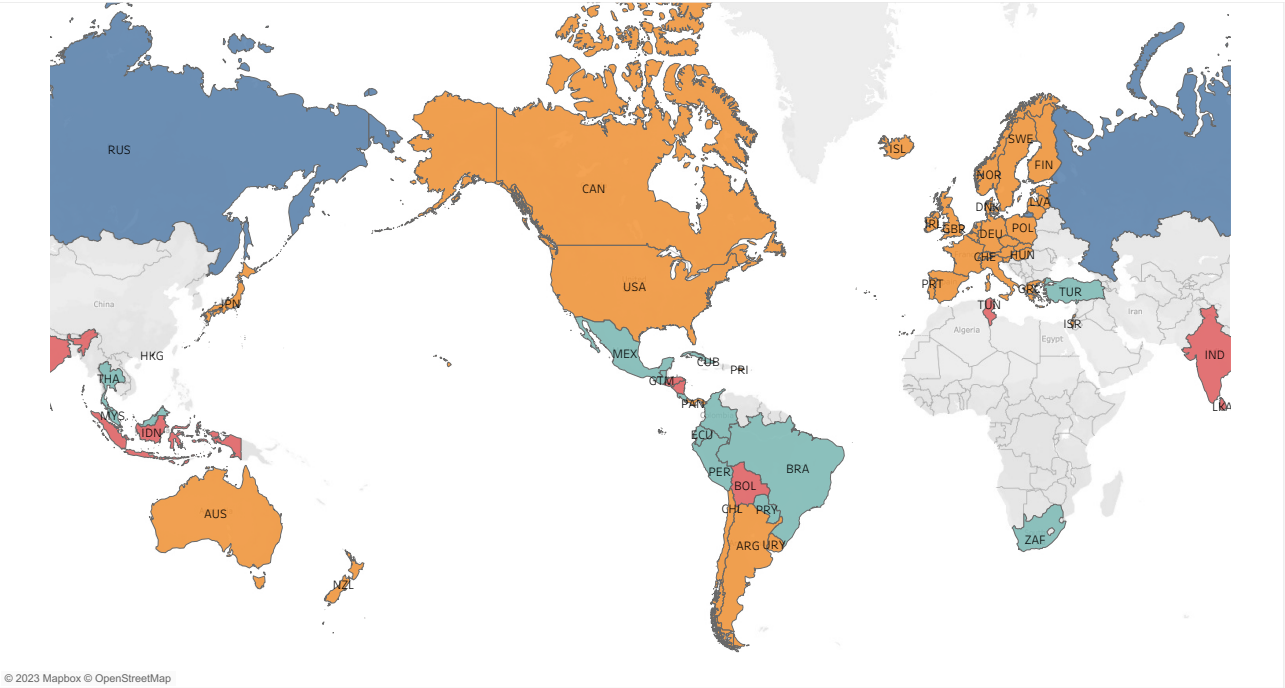 RUS
CAN
USA
ISL
SWE
FIN
NOR
DNK
LVA
IRL
GBR
DEU
POL
CHE
HUN
PRT
GRC
TUR
TUN
ISR
Algeria
Egypt
Iran
IND
LKA
China
JPN
HKG
THA
MYS
IDN
AUS
NZL
MEX
CUB
PRI
GTM
PAN
ECU
PER
BRA
BOL
CHL
PRY
ARG
URY
ZAF
© 2023 Mapbox © OpenStreetMap